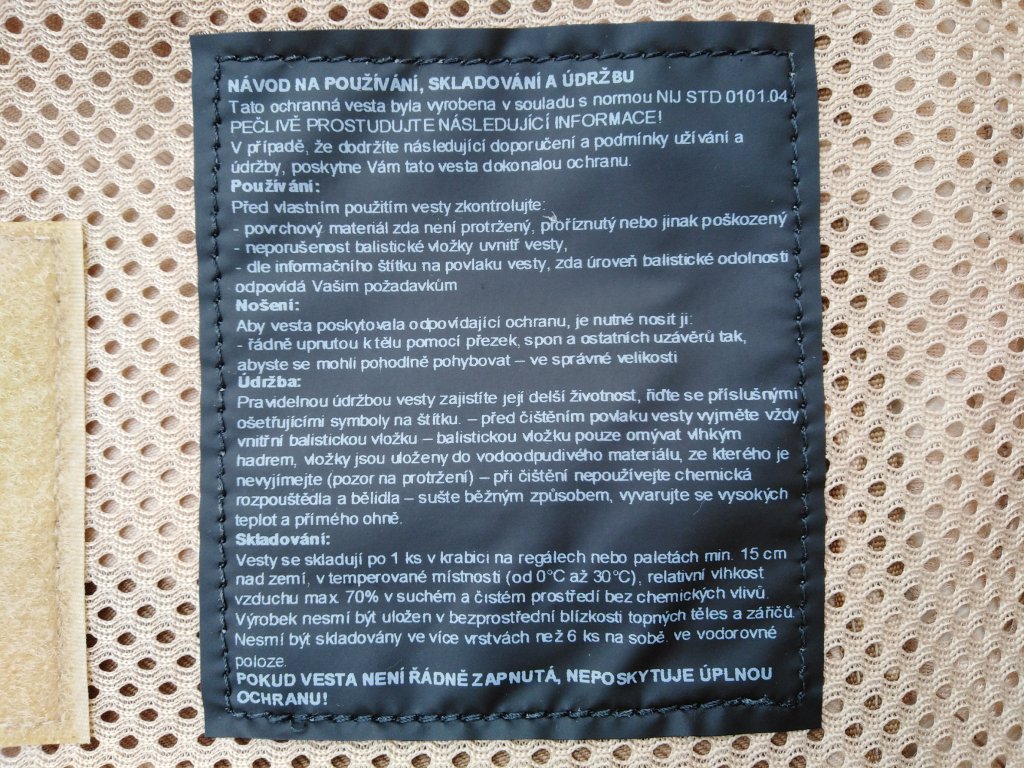 NÁVOD NA POUŽÍVÁNÍ, SKLADOVÁNÍ A ÚDRŽBU
Tato ochranná vesta byla vyrobena v souladu s normou NIJ STD 0101.04
PEČLIVĚ PROSTUDUJTE NÁSLEDUJÍCÍ INFORMACE!
V případě, že dodržíte následující doporučení a podmínky užívání a
údržby, poskytne Vám tato vesta dokonalou ochranu.
Používání:
Před vlastním použitím vesty zkontrolujte:
- povrchový materiál zda není protržený, proříznutý nebo jinak poškozený
- neporušenost balistické vložky uvnitř vesty,
- dle informačního štítku na povlaku vesty, zda úroveň balistické odolnosti
odpovídá Vašim požadavkům
Nošení:
Aby vesta poskytovala odpovídající ochranu, je nutné nosit ji:
- řádně upnutou k tělu pomocí přezek, spon a ostatních uzávěrů tak,
abyste se mohli pohodlně pohybovat – ve správné velikosti
Údržba:
Pravidelnou údržbou vesty zajistíte její delší životnost, řiďte se příslušnými
ošetřujícími symboly na štítku. – před čištěním povlaku vesty vyjměte vždy
vnitřní balistickou vložku – balistickou vložku pouze omývat vlhkým
hadrem, vložky jsou uloženy do vodoodpudivého materiálu, ze kterého je
nevyjímejte (pozor na protržení) – při čištění nepoužívejte chemická
rozpouštědla a bělidla – sušte běžným způsobem, vyvarujte se vysokých
teplot a přímého ohně.
Skladování:
Vesty se skladují po 1 ks v krabici na regálech nebo paletách min. 15 cm
nad zemí, v temperované místnosti (od 0°C až 30°C), relativní vlhkost
vzduchu max. 70% v suchém a čistém prostředí bez chemických vlivů.
Výrobek nesmí být uložen v bezprostřední blízkosti topných těles a zářičů.
Nesmí být skladovány ve více vrstvách než 6 ks na sobě. ve vodorovné
poloze.
POKUD VESTA NENÍ ŘÁDNĚ ZAPNUTÁ, NEPOSKYTUJE ÚPLNOU
OCHRANU!